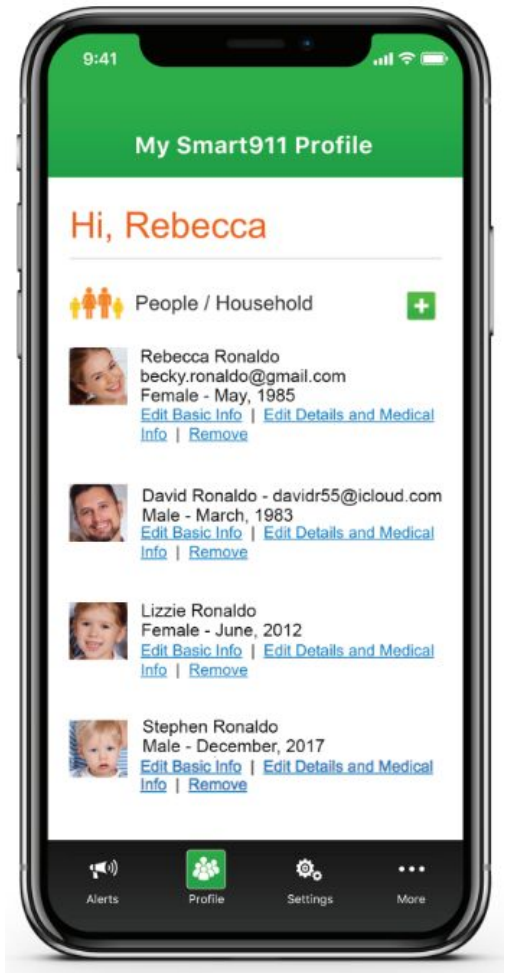 9:41
My Smart911 Profile
Hi, Rebecca
People / Household
Rebecca Ronaldo
becky.ronaldo@gmail.com
Female - May, 1985
Edit Basic Info | Edit Details and Medical
Info | Remove
David Ronaldo - davidr55@icloud.com
Male - March, 1983
Edit Basic Info | Edit Details and Medical
Info | Remove
Lizzie Ronaldo
Female - June, 2012
Edit Basic Info | Edit Details and Medical
Info | Remove
Stephen Ronaldo
Male - December, 2017
Edit Basic Info | Edit Details and Medical
Info | Remove
Alerts Profile Settings More